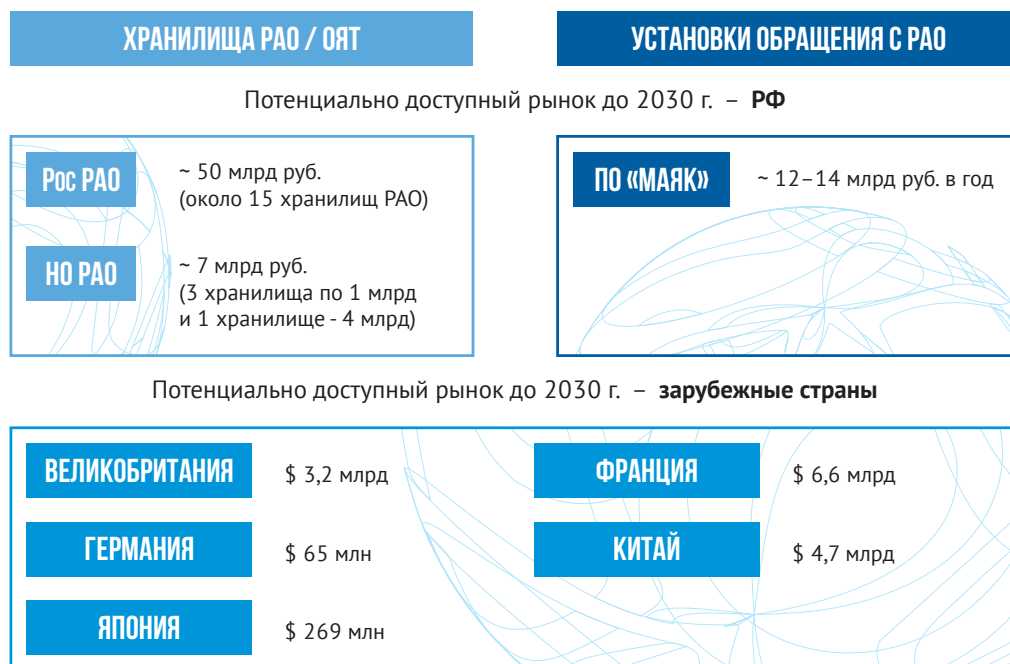 ХРАНИЛИЩА РАО / ОЯТ
УСТАНОВКИ ОБРАЩЕНИЯ С РАО
Потенциально доступный рынок до 2030 г. – РФ
Рос РАО
~ 50 млрд руб.
(около 15 хранилищ РАО)
НО РАО
~ 7 млрд руб.
(3 хранилища по 1 млрд
и 1 хранилище - 4 млрд)
ПО «МАЯК»
~ 12–14 млрд руб. в год
Потенциально доступный рынок до 2030 г. – зарубежные страны
ВЕЛИКОБРИТАНИЯ
$ 3,2 млрд
ФРАНЦИЯ
$ 6,6 млрд
ГЕРМАНИЯ
$ 65 млн
КИТАЙ
$ 4,7 млрд
ЯПОНИЯ
$ 269 млн